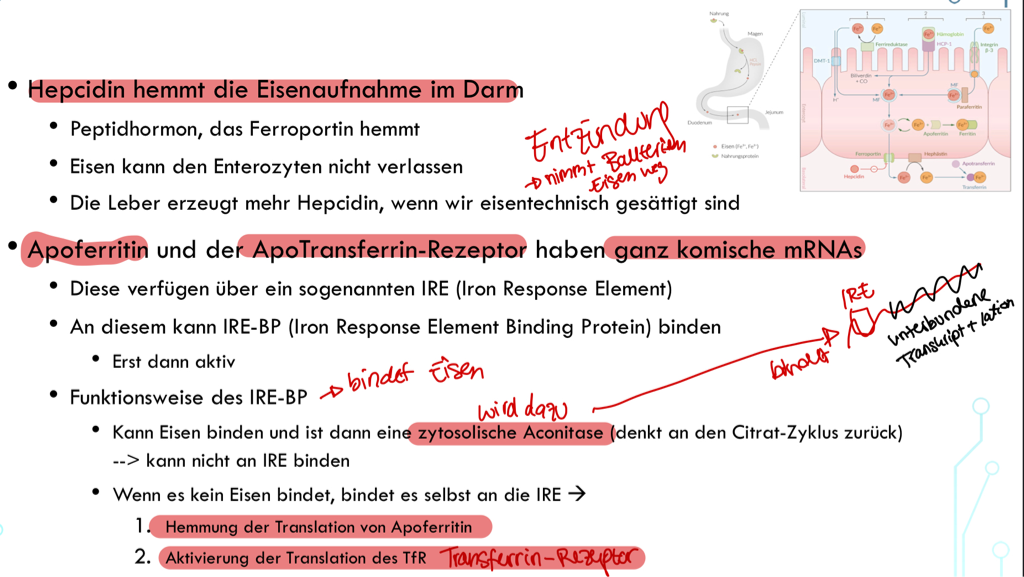 • Hepcidin hemmt die Eisenaufnahme im Darm
• Peptidhormon, das Ferroportin hemmt
• Eisen kann den Enterozyten nicht verlassen
• Die Leber erzeugt mehr Hepcidin, wenn wir eisentechnisch gesättigt sind
Entzündung
→ nimmt Bakterien
Eisen weg
Nahrung
Magen
Duodenum
Jejunum
Eisen (Fe²⁺, Fe³⁺)
Nahrungsprotein
1 2 3
Fe³⁺ Fe²⁺
Ferrireduktase
Hämoglobin
HCP-1
Integrin
β-3
DMT-1
Biliverdin
+ CO
H⁺
Paraferritin
Apoferritin
Ferritin
Ferroportin
Hephästin
Hepcidin
Apotransferrin
Transferrin
• Apoferritin und der ApoTransferrin-Rezeptor haben ganz komische mRNAs
• Diese verfügen über ein sogenannten IRE (Iron Response Element)
• An diesem kann IRE-BP (Iron Response Element Binding Protein) binden
• Erst dann aktiv
IRE
unterbundene
Transkript + lation
bindet
• Funktionsweise des IRE-BP → bindet Eisen
wird dazu
• Kann Eisen binden und ist dann eine zytosolische Aconitase (denkt an den Citrat-Zyklus zurück)
--> kann nicht an IRE binden
• Wenn es kein Eisen bindet, bindet es selbst an die IRE →
1. Hemmung der Translation von Apoferritin
2. Aktivierung der Translation des TfR Transferrin-Rezeptor